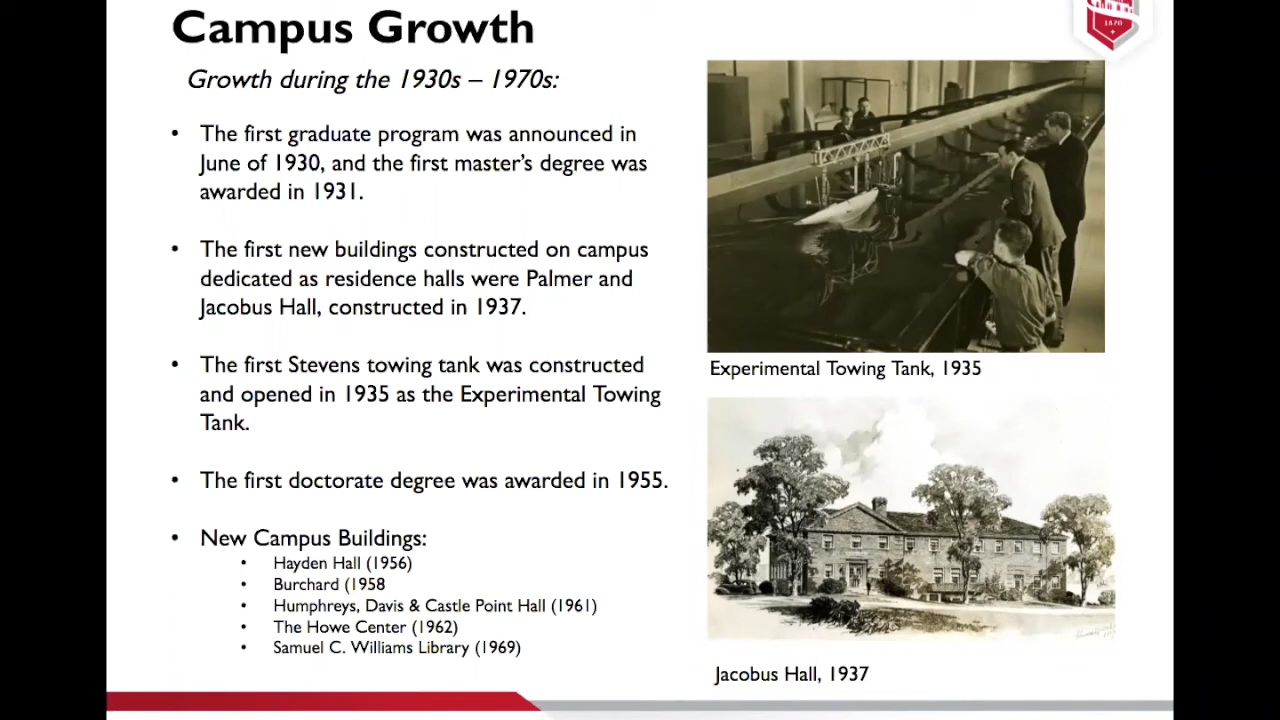 Campus Growth
1870
Growth during the 1930s – 1970s:
• The first graduate program was announced in
June of 1930, and the first master’s degree was
awarded in 1931.
• The first new buildings constructed on campus
dedicated as residence halls were Palmer and
Jacobus Hall, constructed in 1937.
• The first Stevens towing tank was constructed
and opened in 1935 as the Experimental Towing
Tank.
• The first doctorate degree was awarded in 1955.
• New Campus Buildings:
• Hayden Hall (1956)
• Burchard (1958
• Humphreys, Davis & Castle Point Hall (1961)
• The Howe Center (1962)
• Samuel C. Williams Library (1969)
Experimental Towing Tank, 1935
Jacobus Hall, 1937